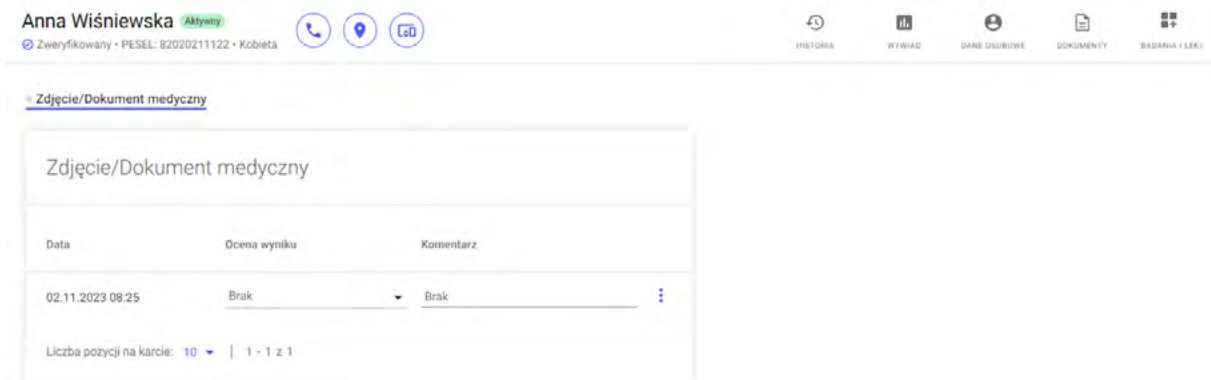 Anna Wiśniewska Aktywny
Zweryfikowany • PESEL: 82020211122 • Kobieta
HISTORIA WYWIAD DANE OSOBOWE DOKUMENTY BADANIA I LEKI
Zdjęcie/Dokument medyczny
Zdjęcie/Dokument medyczny
Data Ocena wyniku Komentarz
02.11.2023 08:25 Brak Brak
Liczba pozycji na karcie: 10 | 1 - 1 z 1